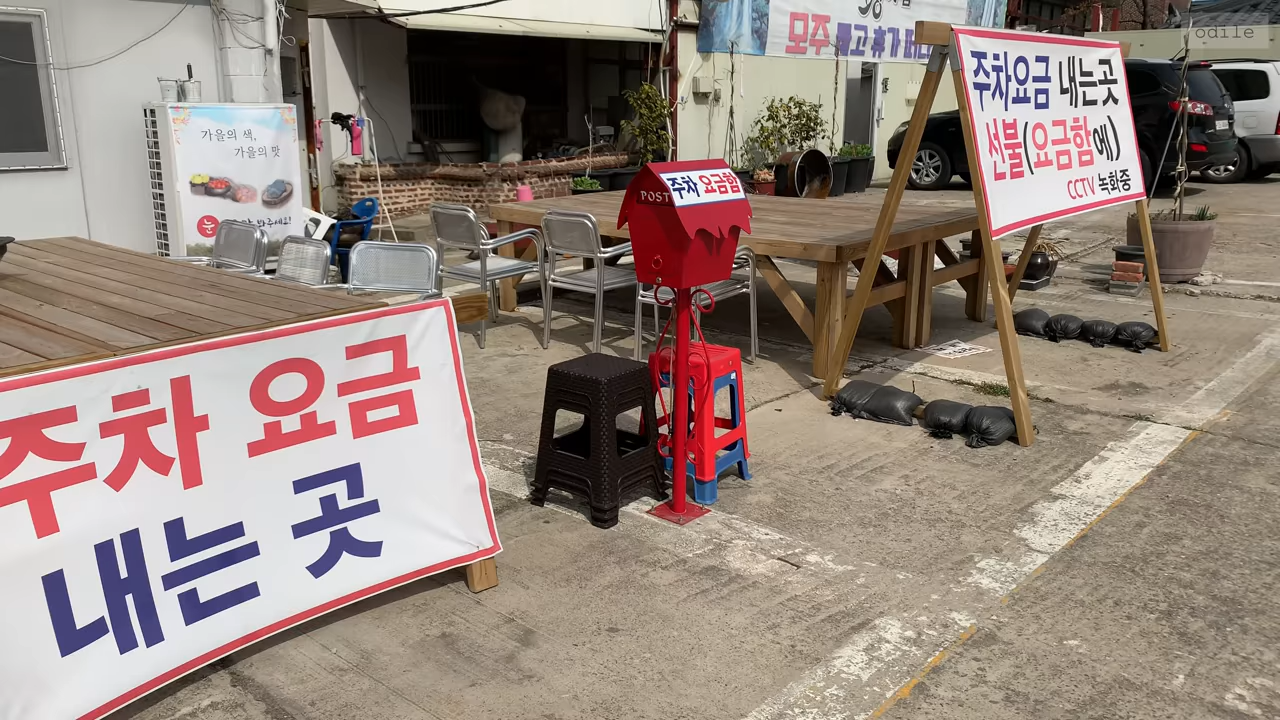 모주
가을의 색,
가을의 맛
POST
주차 요금함
주차요금 내는곳
선불(요금함에)
CCTV 녹화중
주차 요금
내는 곳
odile